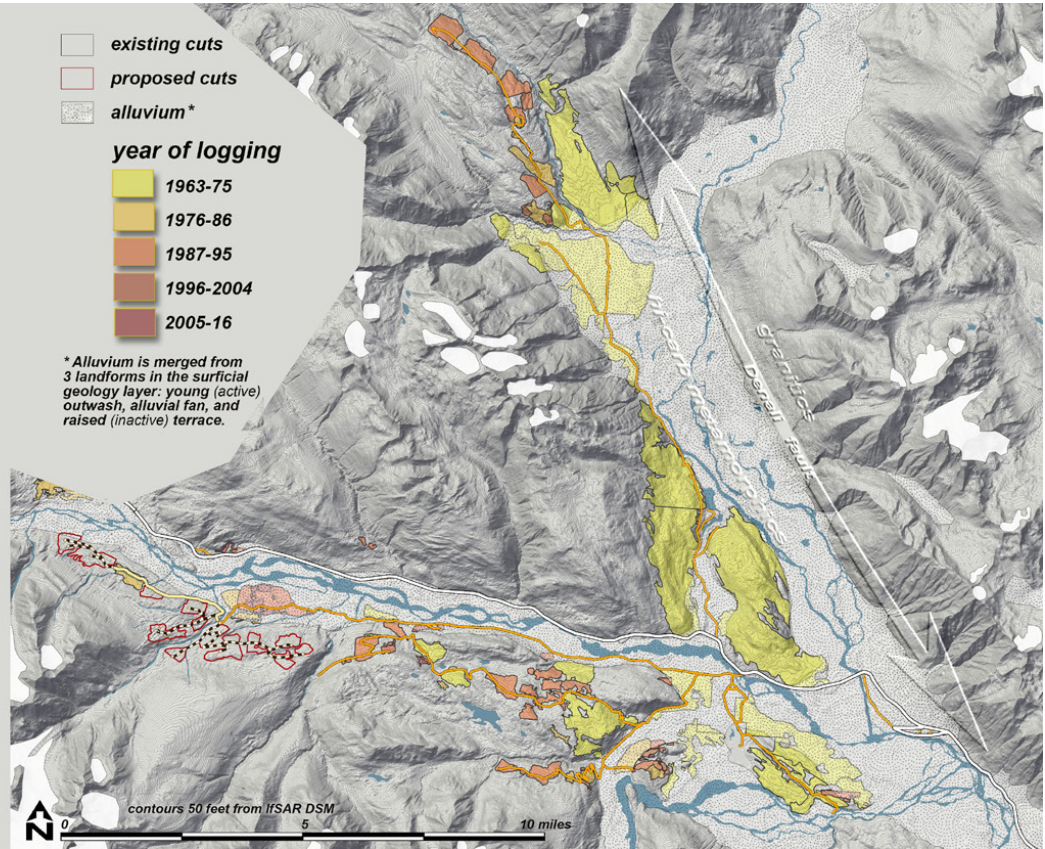 existing cuts
proposed cuts
alluvium*
year of logging
1963-75
1976-86
1987-95
1996-2004
2005-16
* Alluvium is merged from
3 landforms in the surficial
geology layer: young (active)
outwash, alluvial fan, and
raised (inactive) terrace.
granitics
Denali fault
contours 50 feet from IfSAR DSM
N
0 5 10 miles